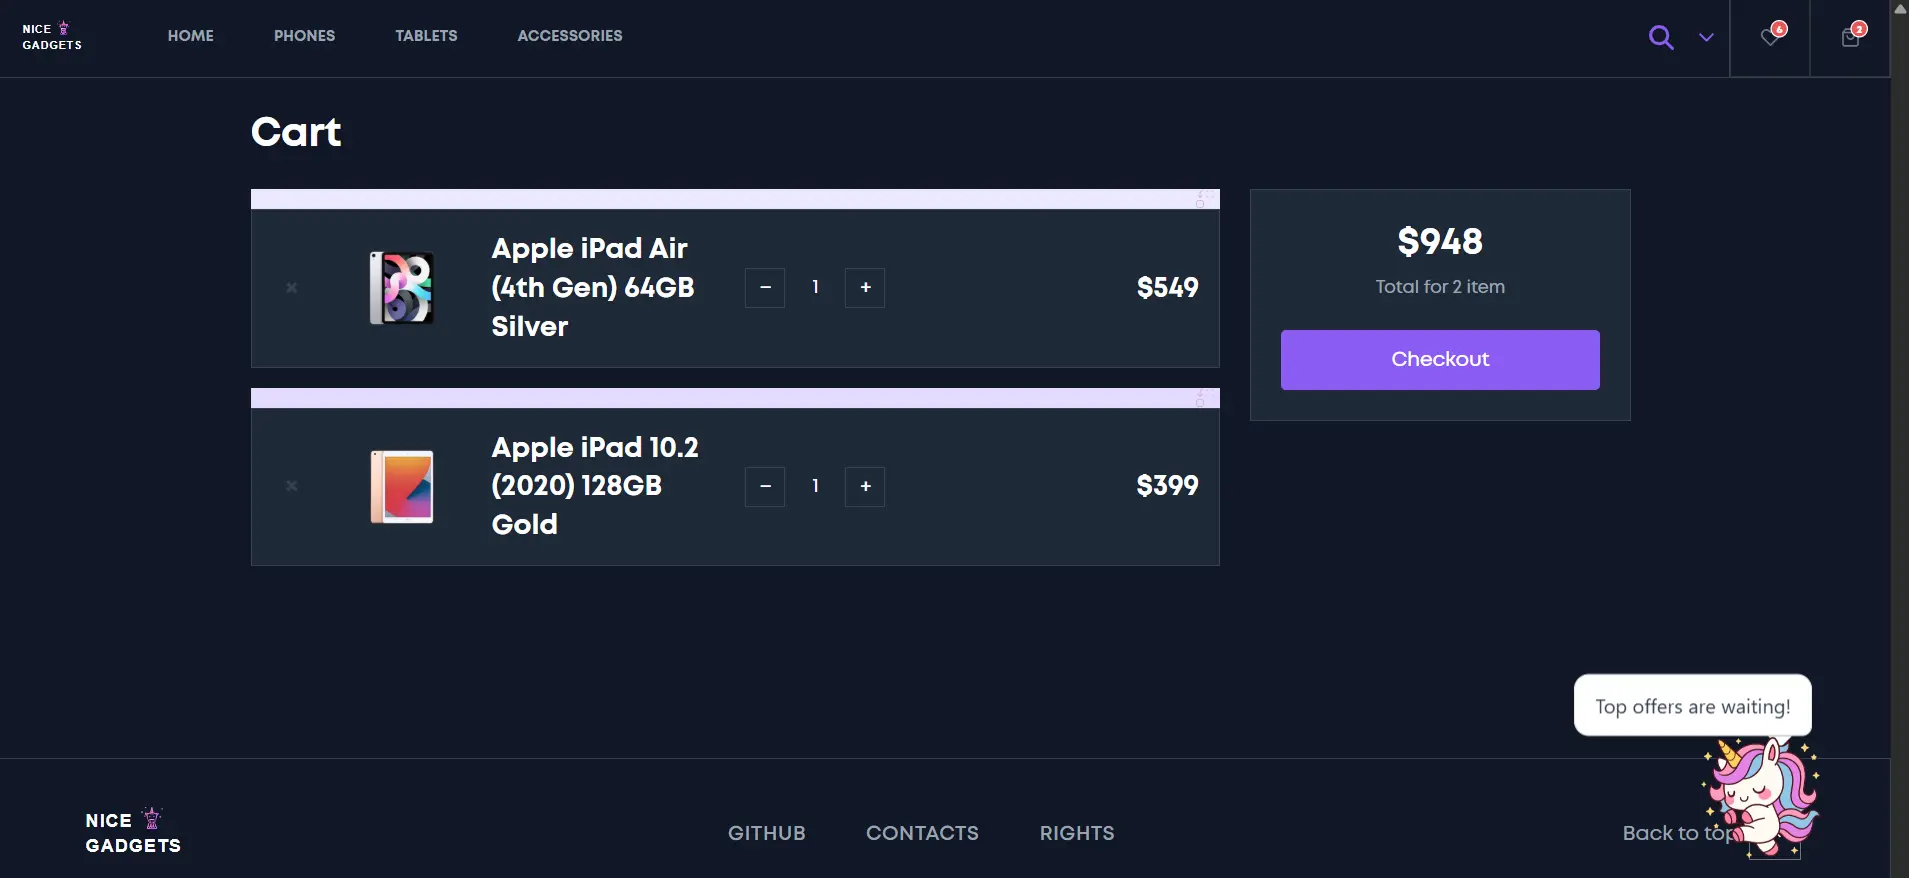 NICE
GADGETS
HOME
PHONES
TABLETS
ACCESSORIES
6
2
Cart
Apple iPad Air
(4th Gen) 64GB
Silver
− 1 +
$549
$948
Total for 2 item
Checkout
Apple iPad 10.2
(2020) 128GB
Gold
− 1 +
$399
Top offers are waiting!
NICE
GADGETS
GITHUB
CONTACTS
RIGHTS
Back to top